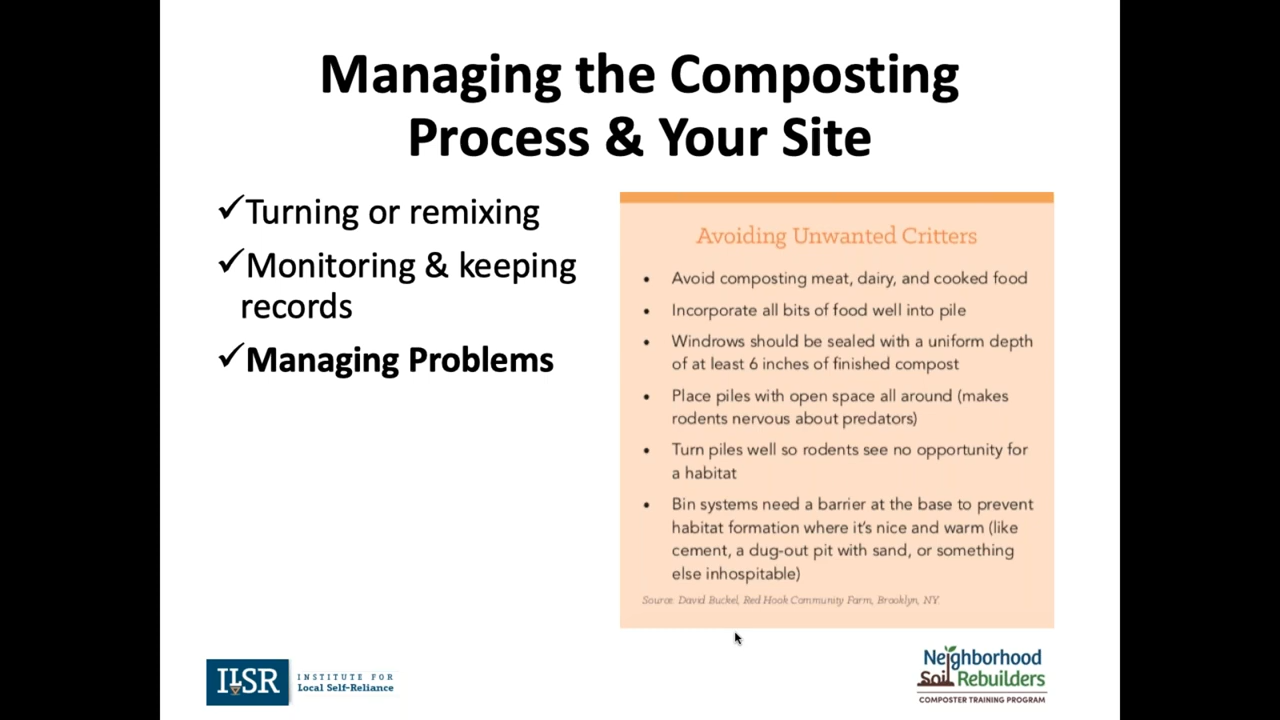 Managing the Composting
Process & Your Site
✓Turning or remixing
✓Monitoring & keeping
records
✓Managing Problems
Avoiding Unwanted Critters
• Avoid composting meat, dairy, and cooked food
• Incorporate all bits of food well into pile
• Windrows should be sealed with a uniform depth
of at least 6 inches of finished compost
• Place piles with open space all around (makes
rodents nervous about predators)
• Turn piles well so rodents see no opportunity for
a habitat
• Bin systems need a barrier at the base to prevent
habitat formation where it's nice and warm (like
cement, a dug-out pit with sand, or something
else inhospitable)
Source: David Buckel, Red Hook Community Farm, Brooklyn, NY.
ILSR
INSTITUTE FOR
Local Self-Reliance
Neighborhood
Soil Rebuilders
COMPOSTER TRAINING PROGRAM